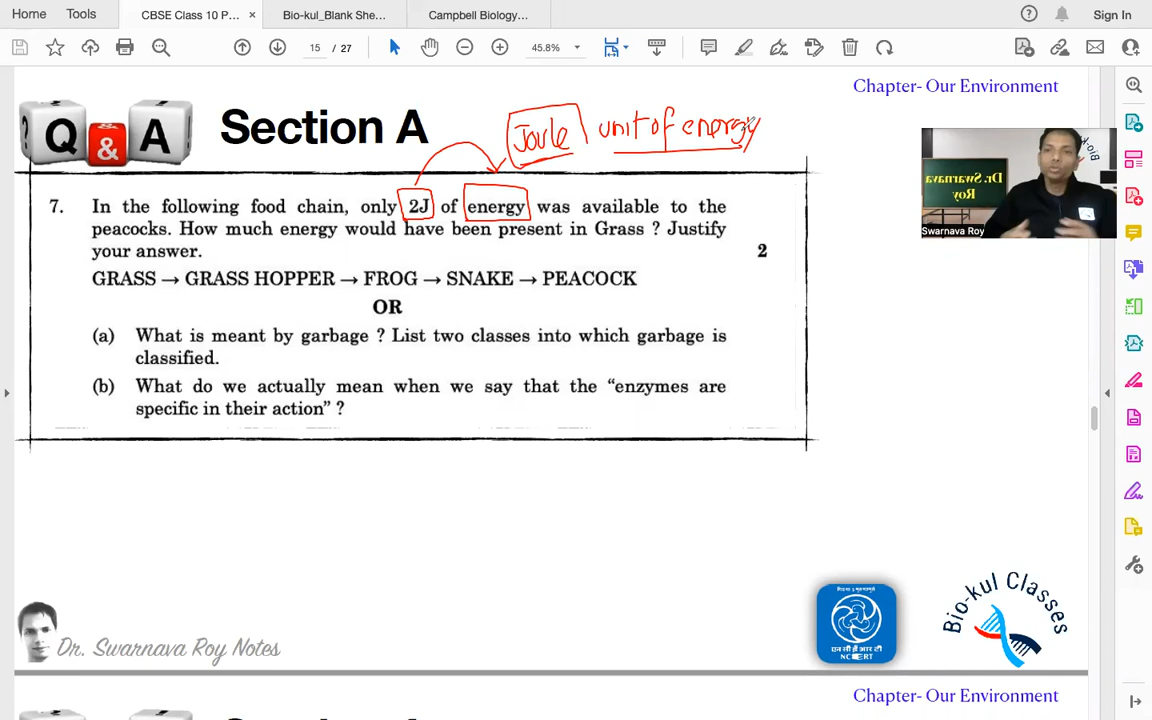 Home Tools CBSE Class 10 P... × Bio-kul_Blank She... Campbell Biology... Sign In
15 / 27 45.8%
Chapter- Our Environment
Q & A Section A Joule unit of energy
7. In the following food chain, only 2J of energy was available to the
peacocks. How much energy would have been present in Grass ? Justify
your answer. 2
GRASS → GRASS HOPPER → FROG → SNAKE → PEACOCK
OR
(a) What is meant by garbage ? List two classes into which garbage is
classified.
(b) What do we actually mean when we say that the “enzymes are
specific in their action” ?
Dr. Swarnava
Roy
Swarnava Roy
Dr. Swarnava Roy Notes
एन सी ई आर टी
NCERT
Bio-kul Classes
Chapter- Our Environment